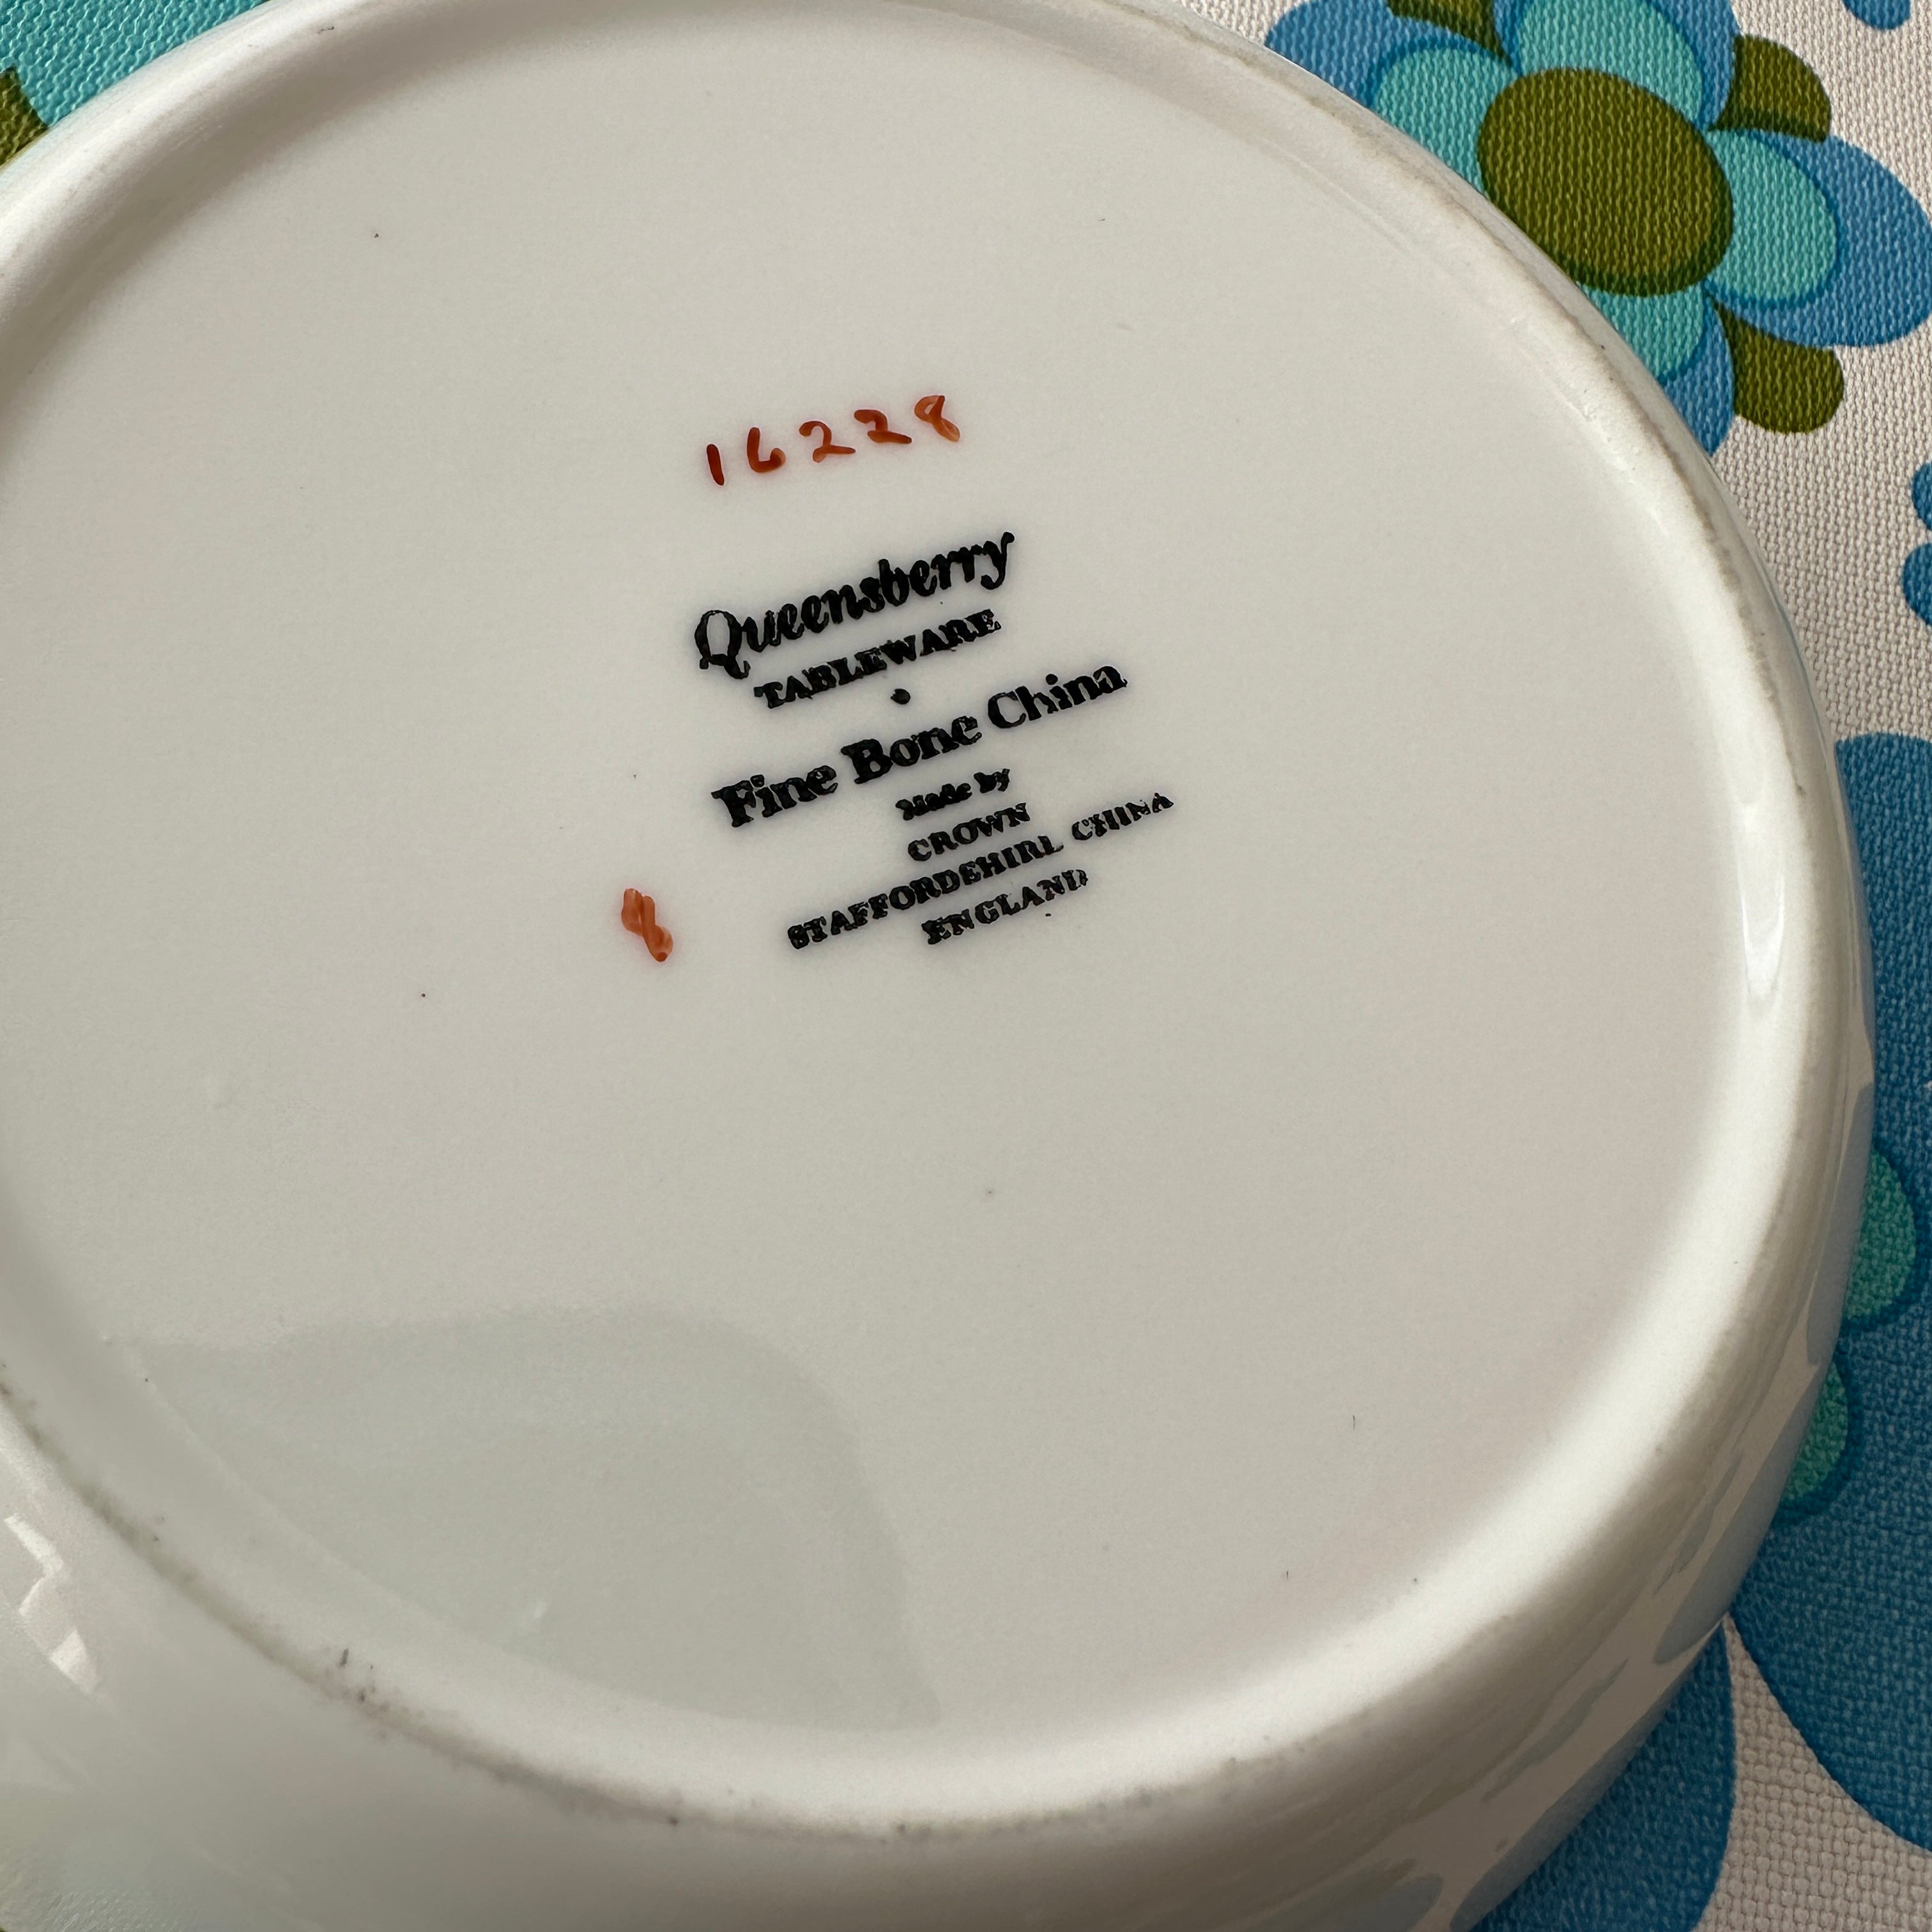 16228
Queensberry
TABLEWARE
Fine Bone China
Made by
CROWN
STAFFORDSHIRE CHINA
ENGLAND